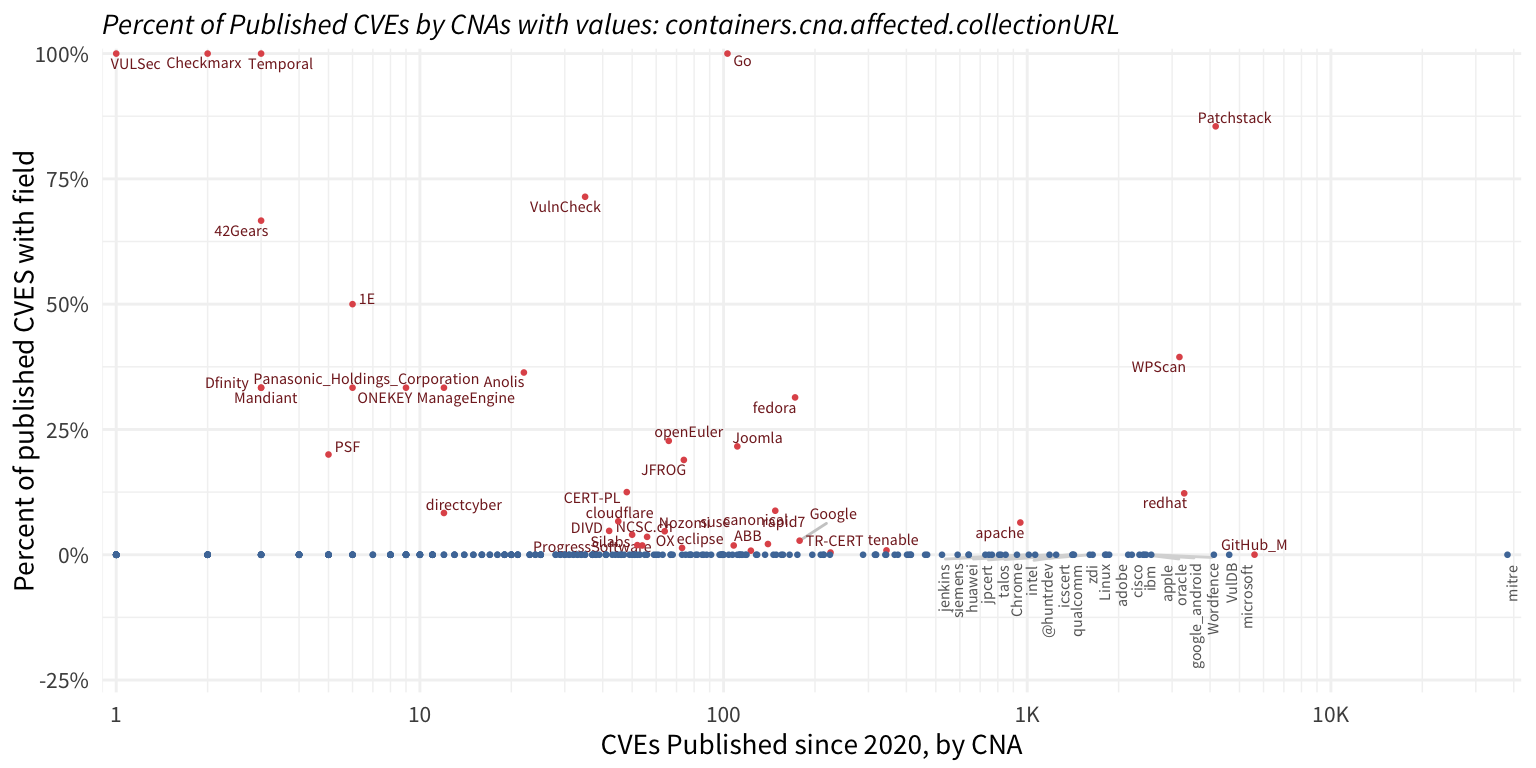 Percent of Published CVEs by CNAs with values: containers.cna.affected.collectionURL
Percent of published CVES with field
100%
75%
50%
25%
0%
-25%
VULSec
Checkmarx
Temporal
Go
Patchstack
VulnCheck
42Gears
1E
WPScan
Dfinity
Panasonic_Holdings_Corporation
Anolis
Mandiant
ONEKEY
ManageEngine
fedora
openEuler
Joomla
PSF
JFROG
CERT-PL
redhat
directcyber
cloudflare
Google
DIVD
NCSC.ch
Nozomi
suse
canonical
rapid7
apache
Silabs
OX
eclipse
ABB
TR-CERT
tenable
ProgressSoftware
GitHub_M
jenkins
siemens
huawei
jpcert
talos
Chrome
intel
@huntrdev
icscert
qualcomm
zdi
Linux
adobe
cisco
ibm
apple
oracle
google_android
Wordfence
VulDB
microsoft
mitre
1
10
100
1K
10K
CVEs Published since 2020, by CNA